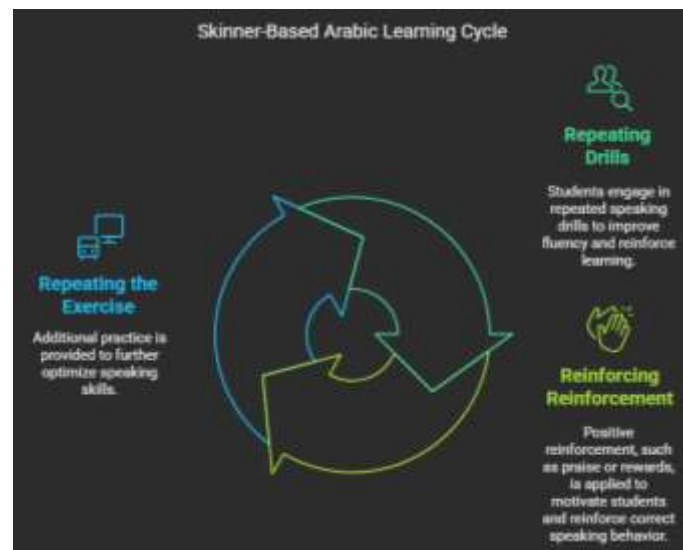 Skinner-Based Arabic Learning Cycle
Repeating
Drills
Students engage in
repeated speaking
drills to improve
fluency and reinforce
learning.
Repeating the
Exercise
Additional practice is
provided to further
optimize speaking
skills.
Reinforcing
Reinforcement
Positive
reinforcement, such
as praise or rewards,
is applied to
motivate students
and reinforce correct
speaking behavior.